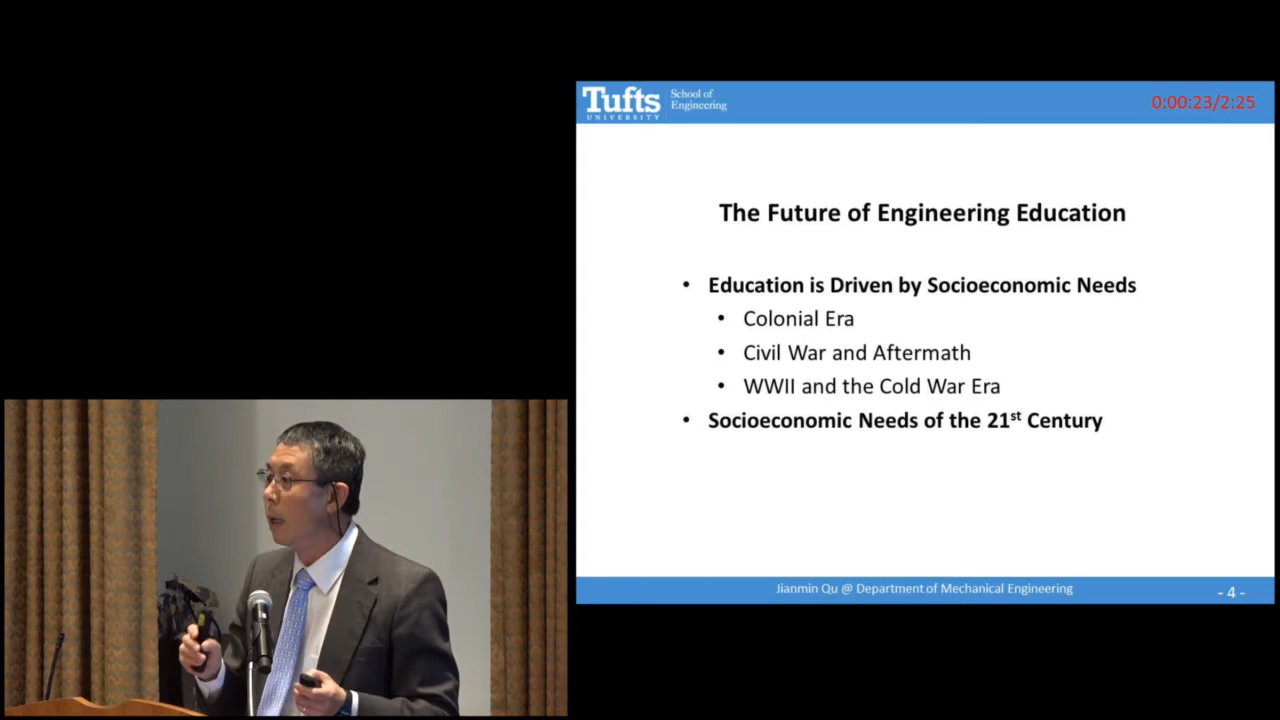 Tufts
UNIVERSITY
School of
Engineering
0:00:23/2:25
The Future of Engineering Education
• Education is Driven by Socioeconomic Needs
• Colonial Era
• Civil War and Aftermath
• WWII and the Cold War Era
• Socioeconomic Needs of the 21st Century
Jianmin Qu @ Department of Mechanical Engineering
- 4 -